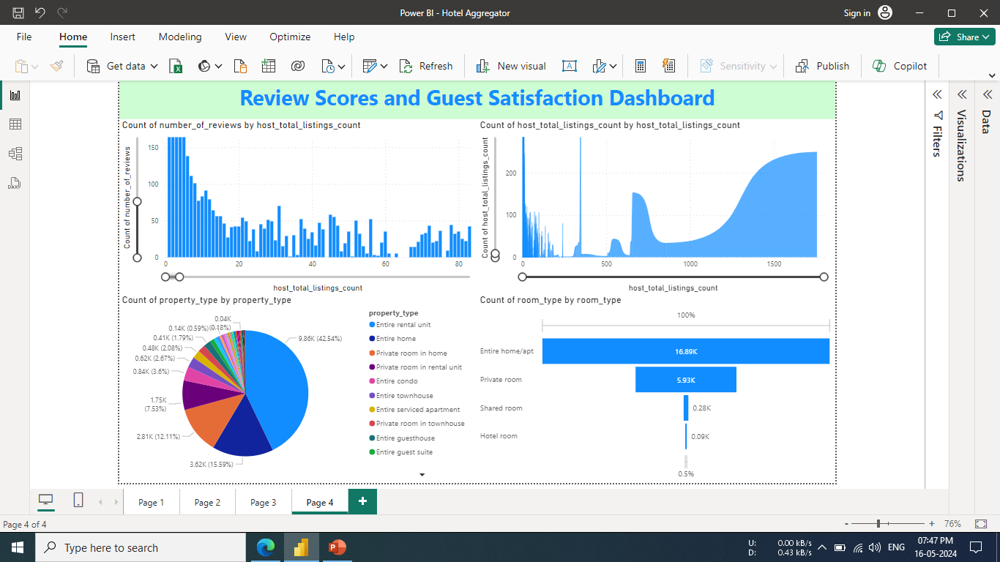 Power BI - Hotel Aggregator
Sign in
File Home Insert Modeling View Optimize Help
Share
Get data
Refresh
New visual
Sensitivity
Publish
Copilot
DAX
Review Scores and Guest Satisfaction Dashboard
Count of number_of_reviews by host_total_listings_count
Count of number_of_reviews
150
100
50
0
0 20 40 60 80
host_total_listings_count
Count of host_total_listings_count by host_total_listings_count
Count of host_total_listings_count
200
100
0
0 500 1000 1500
host_total_listings_count
Count of property_type by property_type
0.04K
(0.18%)
0.14K (0.59%)
0.41K (1.79%)
0.48K (2.08%)
0.62K (2.67%)
0.84K (3.6%)
1.75K
(7.53%)
2.81K (12.11%)
3.62K (15.59%)
9.86K (42.54%)
property_type
Entire rental unit
Entire home
Private room in home
Private room in rental unit
Entire condo
Entire townhouse
Entire serviced apartment
Private room in townhouse
Entire guesthouse
Entire guest suite
Count of room_type by room_type
100%
Entire home/apt 16.89K
Private room 5.93K
Shared room 0.28K
Hotel room 0.09K
0.5%
Filters
Visualizations
Data
Page 1 Page 2 Page 3 Page 4 +
Page 4 of 4
- + 76%
Type here to search
U: 0.00 kB/s
D: 0.43 kB/s
ENG
07:47 PM
16-05-2024